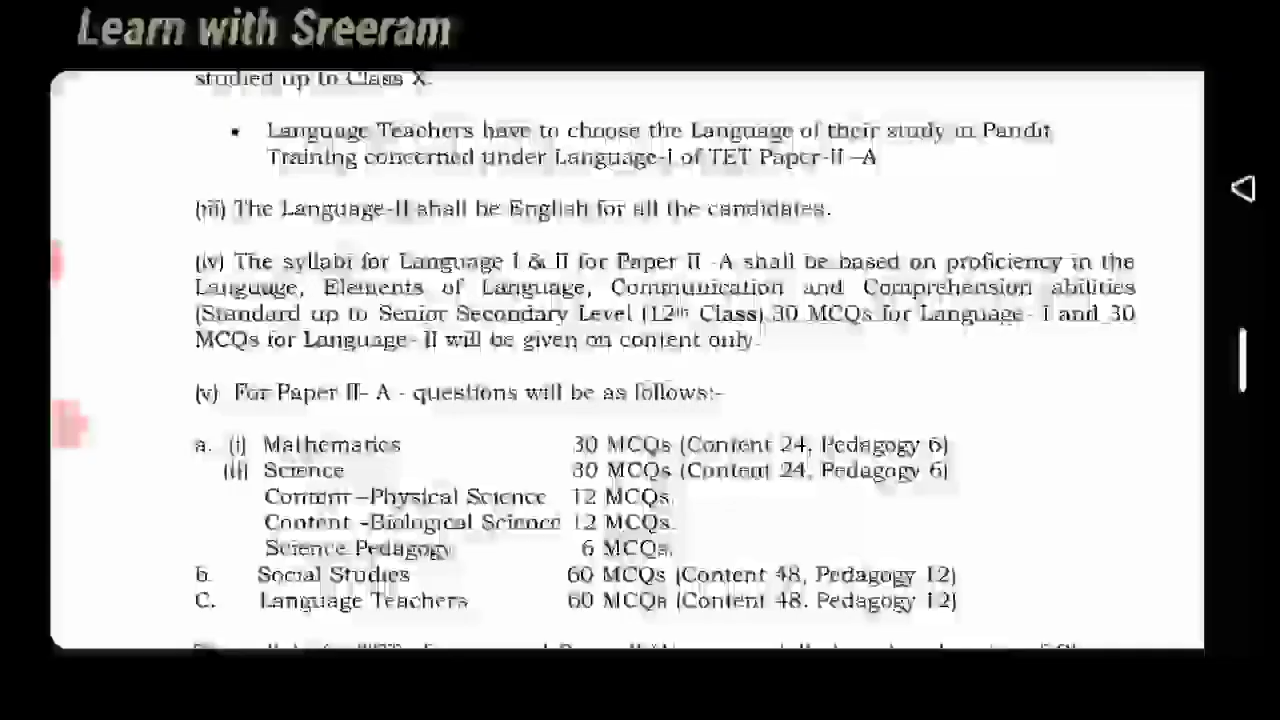 Learn with Sreeram
studied up to Class X.
• Language Teachers have to choose the Language of their study in Pandit
Training concerned under Language-I of TET Paper-II –A
(iii) The Language-II shall be English for all the candidates.
(iv) The syllabi for Language I & II for Paper II -A shall be based on proficiency in the
Language, Elements of Language, Communication and Comprehension abilities
(Standard up to Senior Secondary Level (12th Class) 30 MCQs for Language- I and 30
MCQs for Language- II will be given on content only.
(v) For Paper II- A - questions will be as follows:-
a. (i) Mathematics 30 MCQs (Content 24, Pedagogy 6)
(ii) Science 30 MCQs (Content 24, Pedagogy 6)
Content –Physical Science 12 MCQs.
Content -Biological Science 12 MCQs.
Science Pedagogy 6 MCQs.
b. Social Studies 60 MCQs (Content 48, Pedagogy 12)
C. Language Teachers 60 MCQs (Content 48. Pedagogy 12)